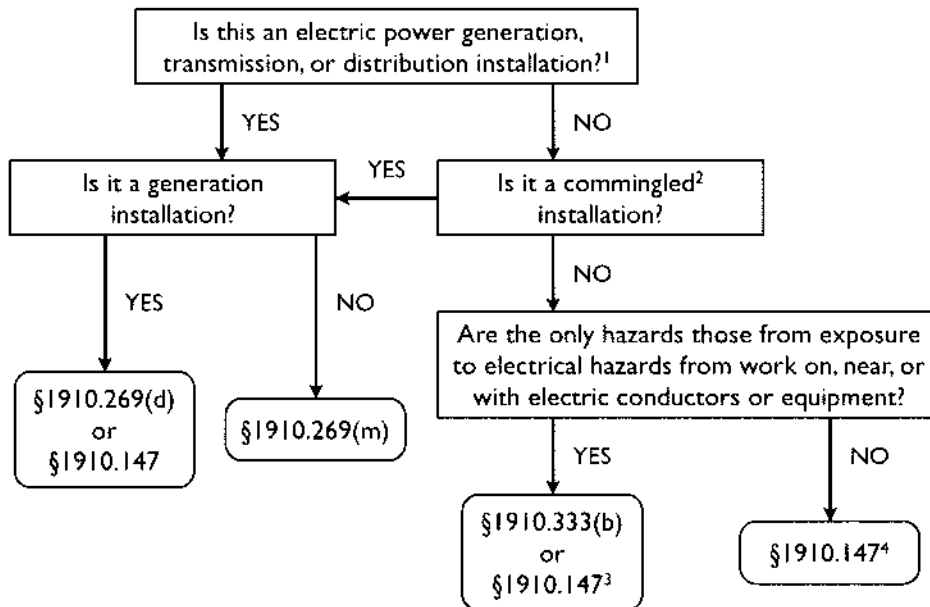 Is this an electric power generation,
transmission, or distribution installation?¹
YES
NO
Is it a generation
installation?
YES
Is it a commingled²
installation?
YES
NO
NO
Are the only hazards those from exposure
to electrical hazards from work on, near, or
with electric conductors or equipment?
§1910.269(d)
or
§1910.147
§1910.269(m)
YES
NO
§1910.333(b)
or
§1910.147³
§1910.147⁴